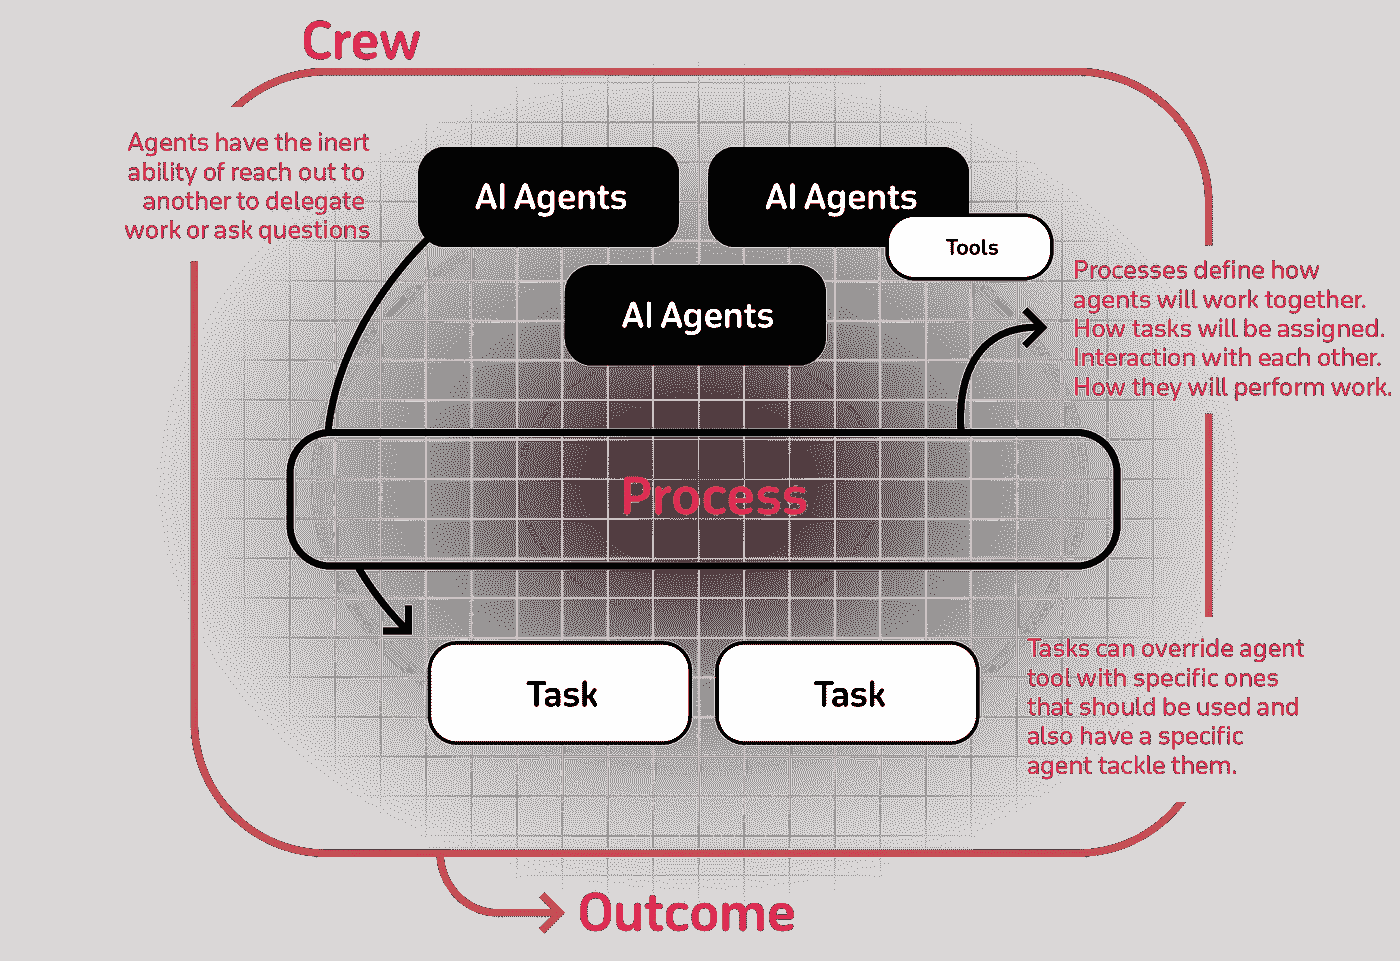 Crew
Agents have the inert
ability of reach out to
another to delegate
work or ask questions
AI Agents
AI Agents
Tools
AI Agents
Processes define how
agents will work together.
How tasks will be assigned.
Interaction with each other.
How they will perform work.
Process
Task
Task
Tasks can override agent
tool with specific ones
that should be used and
also have a specific
agent tackle them.
Outcome